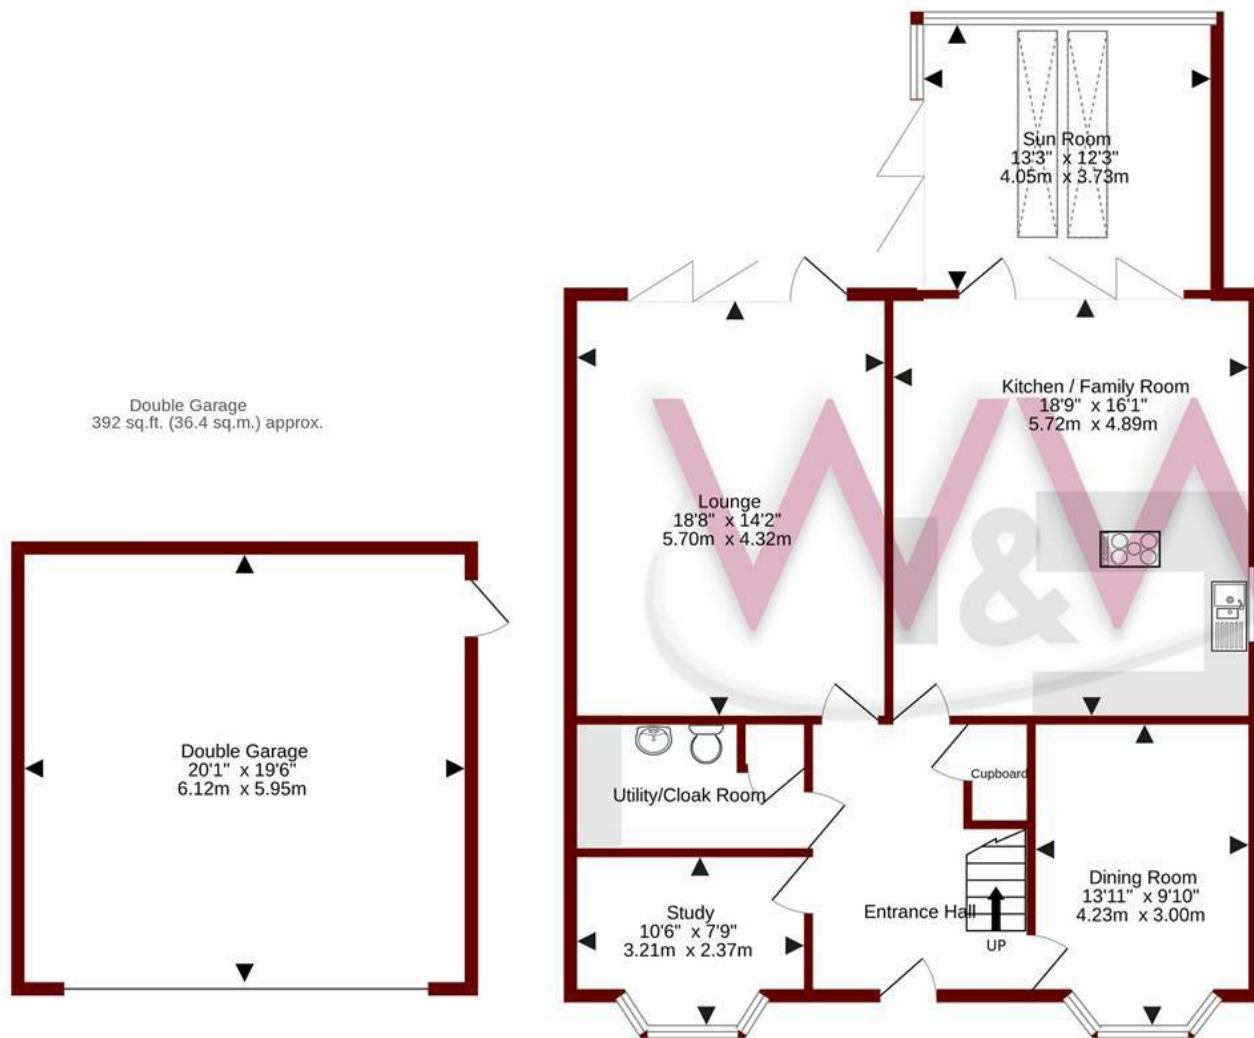 Sun Room
13'3" x 12'3"
4.05m x 3.73m
Double Garage
392 sq.ft. (36.4 sq.m.) approx.
Kitchen / Family Room
18'9" x 16'1"
5.72m x 4.89m
Lounge
18'8" x 14'2"
5.70m x 4.32m
W&W
Double Garage
20'1" x 19'6"
6.12m x 5.95m
Utility/Cloak Room
Cupboard
Dining Room
13'11" x 9'10"
4.23m x 3.00m
Study
10'6" x 7'9"
3.21m x 2.37m
Entrance Hall
UP